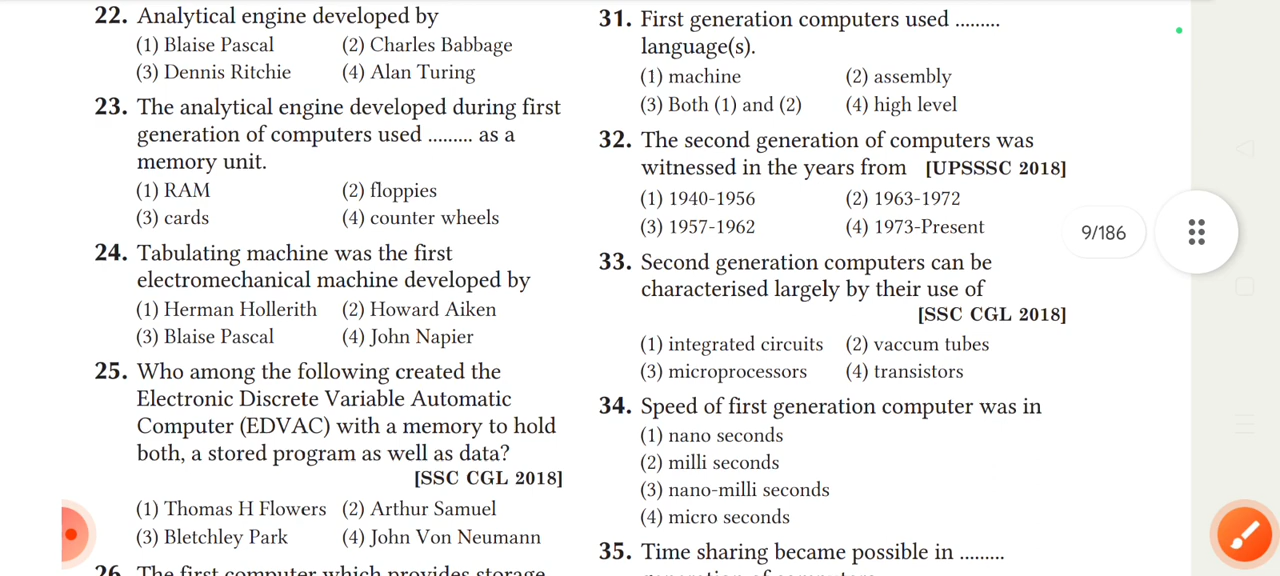 22. Analytical engine developed by
(1) Blaise Pascal (2) Charles Babbage
(3) Dennis Ritchie (4) Alan Turing
23. The analytical engine developed during first
generation of computers used ......... as a
memory unit.
(1) RAM (2) floppies
(3) cards (4) counter wheels
24. Tabulating machine was the first
electromechanical machine developed by
(1) Herman Hollerith (2) Howard Aiken
(3) Blaise Pascal (4) John Napier
25. Who among the following created the
Electronic Discrete Variable Automatic
Computer (EDVAC) with a memory to hold
both, a stored program as well as data?
[SSC CGL 2018]
(1) Thomas H Flowers (2) Arthur Samuel
(3) Bletchley Park (4) John Von Neumann
26. The first computer which provides storage
31. First generation computers used .........
language(s).
(1) machine (2) assembly
(3) Both (1) and (2) (4) high level
32. The second generation of computers was
witnessed in the years from [UPSSSC 2018]
(1) 1940-1956 (2) 1963-1972
(3) 1957-1962 (4) 1973-Present
33. Second generation computers can be
characterised largely by their use of
[SSC CGL 2018]
(1) integrated circuits (2) vaccum tubes
(3) microprocessors (4) transistors
34. Speed of first generation computer was in
(1) nano seconds
(2) milli seconds
(3) nano-milli seconds
(4) micro seconds
35. Time sharing became possible in .........
generation of computers
9/186